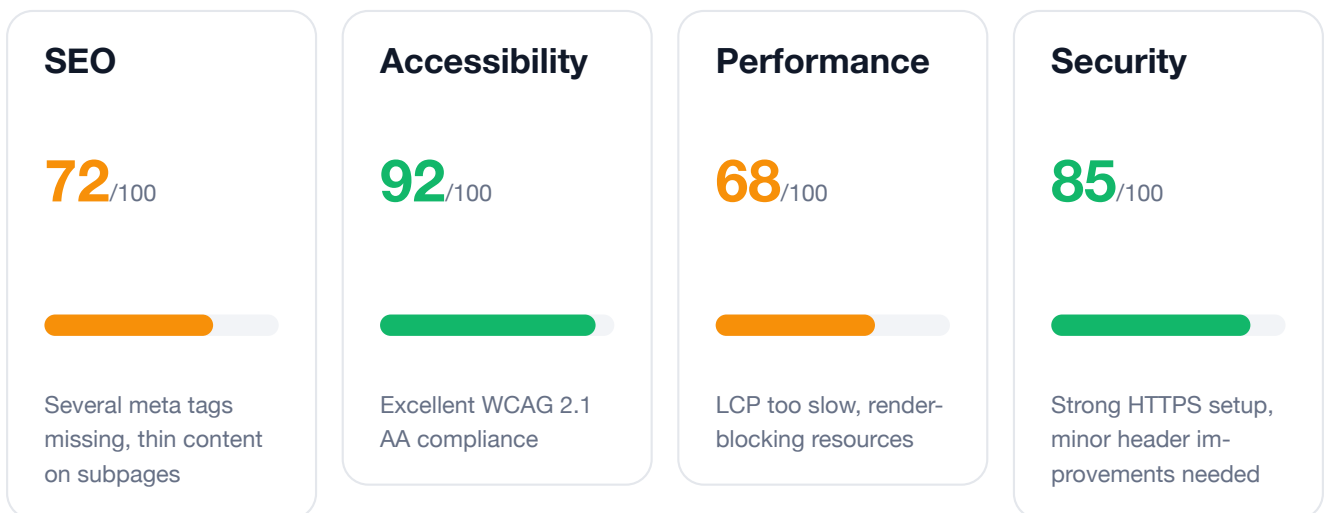 SEO
72/100
Several meta tags
missing, thin content
on subpages
Accessibility
92/100
Excellent WCAG 2.1
AA compliance
Performance
68/100
LCP too slow, render-
blocking resources
Security
85/100
Strong HTTPS setup,
minor header im-
provements needed